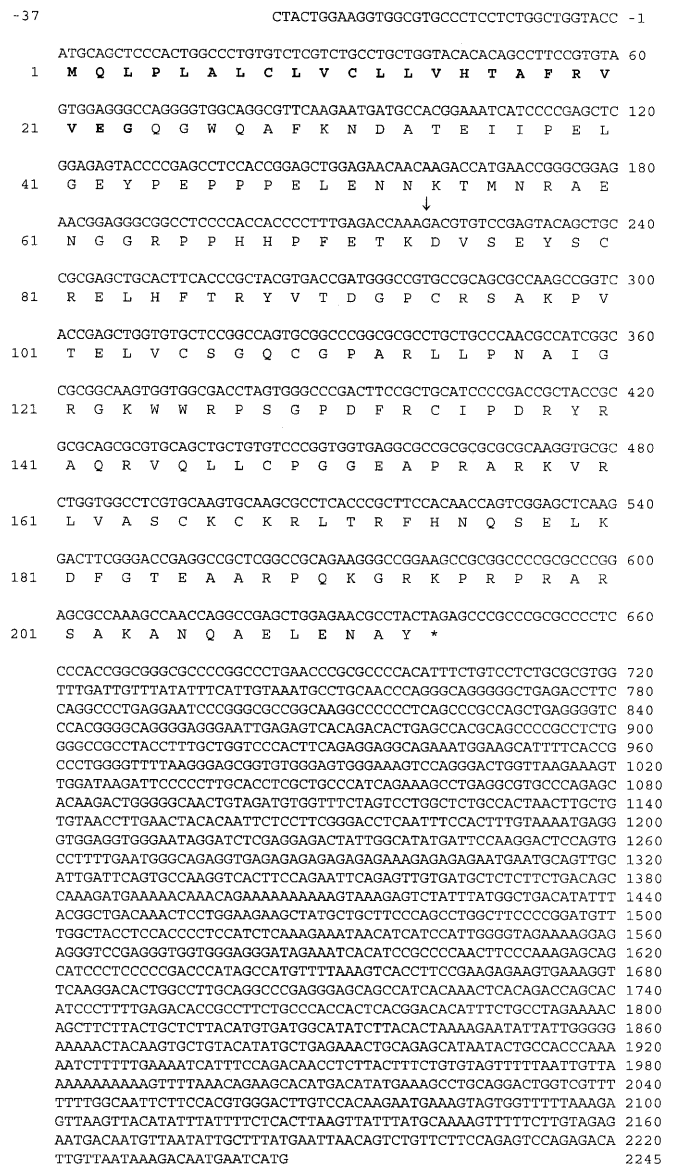 -37 CTACTGGAAGGTGGCGTGCCCTCCTCTGGCTGGTACC -1
ATGCAGCTCCCACTGGCCCTGTGTCTCGTCTGCCTGCTGGTACACACAGCCTTCCGTGTA 60
1 M Q L P L A L C L V C L L V H T A F R V
GTGGAGGGCCAGGGGTGGCAGGCGTTCAAGAATGATGCCACGGAAATCATCCCCGAGCTC 120
21 V E G Q G W Q A F K N D A T E I I P E L
GGAGAGTACCCCGAGCCTCCACCGGAGCTGGAGAACAACAAGACCATGAACCGGGCGGAG 180
41 G E Y P E P P P E L E N N K T M N R A E
↓
AACGGAGGGCGGCCTCCCCACCACCCCTTTGAGACCAAAGACGTGTCCGAGTACAGCTGC 240
61 N G G R P P H H P F E T K D V S E Y S C
CGCGAGCTGCACTTCACCCGCTACGTGACCGATGGGCCGTGCCGCAGCGCCAAGCCGGTC 300
81 R E L H F T R Y V T D G P C R S A K P V
ACCGAGCTGGTGTGCTCCGGCCAGTGCGGCCCGGCGCGCCTGCTGCCCAACGCCATCGGC 360
101 T E L V C S G Q C G P A R L L P N A I G
CGCGGCAAGTGGTGGCGACCTAGTGGGCCCGACTTCCGCTGCATCCCCGACCGCTACCGC 420
121 R G K W W R P S G P D F R C I P D R Y R
GCGCAGCGCGTGCAGCTGCTGTGTCCCGGTGGTGAGGCGCCGCGCGCGCGCAAGGTGCGC 480
141 A Q R V Q L L C P G G E A P R A R K V R
CTGGTGGCCTCGTGCAAGTGCAAGCGCCTCACCCGCTTCCACAACCAGTCGGAGCTCAAG 540
161 L V A S C K C K R L T R F H N Q S E L K
GACTTCGGGACCGAGGCCGCTCGGCCGCAGAAGGGCCGGAAGCCGCGGCCCCGCGCCCGG 600
181 D F G T E A A R P Q K G R K P R P R A R
AGCGCCAAAGCCAACCAGGCCGAGCTGGAGAACGCCTACTAGAGCCCGCCCGCGCCCCTC 660
201 S A K A N Q A E L E N A Y *
CCCACCGGCGGGCGCCCCGGCCCTGAACCCGCGCCCCACATTTCTGTCCTCTGCGCGTGG 720
TTTGATTGTTTATATTTCATTGTAAATGCCTGCAACCCAGGGCAGGGGGCTGAGACCTTC 780
CAGGCCCTGAGGAATCCCGGGCGCCGGCAAGGCCCCCCTCAGCCCGCCAGCTGAGGGGTC 840
CCACGGGGCAGGGGAGGGAATTGAGAGTCACAGACACTGAGCCACGCAGCCCCGCCTCTG 900
GGGCCGCCTACCTTTGCTGGTCCCACTTCAGAGGAGGCAGAAATGGAAGCATTTTCACCG 960
CCCTGGGGTTTTAAGGGAGCGGTGTGGGAGTGGGAAAGTCCAGGGACTGGTTAAGAAAGT 1020
TGGATAAGATTCCCCCTTGCACCTCGCTGCCCATCAGAAAGCCTGAGGCGTGCCCAGAGC 1080
ACAAGACTGGGGGCAACTGTAGATGTGGTTTCTAGTCCTGGCTCTGCCACTAACTTGCTG 1140
TGTAACCTTGAACTACACAATTCTCCTTCGGGACCTCAATTTCCACTTTGTAAAATGAGG 1200
GTGGAGGTGGGAATAGGATCTCGAGGAGACTATTGGCATATGATTCCAAGGACTCCAGTG 1260
CCTTTTGAATGGGCAGAGGTGAGAGAGAGAGAGAGAAAGAGAGAGAATGAATGCAGTTGC 1320
ATTGATTCAGTGCCAAGGTCACTTCCAGAATTCAGAGTTGTGATGCTCTCTTCTGACAGC 1380
CAAAGATGAAAAACAAACAGAAAAAAAAAAGTAAAGAGTCTATTTATGGCTGACATATTT 1440
ACGGCTGACAAACTCCTGGAAGAAGCTATGCTGCTTCCCAGCCTGGCTTCCCCGGATGTT 1500
TGGCTACCTCCACCCCTCCATCTCAAAGAAATAACATCATCCATTGGGGTAGAAAAGGAG 1560
AGGGTCCGAGGGTGGTGGGAGGGATAGAAATCACATCCGCCCCAACTTCCCAAAGAGCAG 1620
CATCCCTCCCCCGACCCATAGCCATGTTTTAAAGTCACCTTCCGAAGAGAAGTGAAAGGT 1680
TCAAGGACACTGGCCTTGCAGGCCCGAGGGAGCAGCCATCACAAACTCACAGACCAGCAC 1740
ATCCCTTTTGAGACACCGCCTTCTGCCCACCACTCACGGACACATTTCTGCCTAGAAAAC 1800
AGCTTCTTACTGCTCTTACATGTGATGGCATATCTTACACTAAAAGAATATTATTGGGGG 1860
AAAAACTACAAGTGCTGTACATATGCTGAGAAACTGCAGAGCATAATACTGCCACCCAAA 1920
AATCTTTTTGAAAATCATTTCCAGACAACCTCTTACTTTCTGTGTAGTTTTTAATTGTTA 1980
AAAAAAAAAAGTTTTAAACAGAAGCACATGACATATGAAAGCCTGCAGGACTGGTCGTTT 2040
TTTTGGCAATTCTTCCACGTGGGACTTGTCCACAAGAATGAAAGTAGTGGTTTTTAAAGA 2100
GTTAAGTTACATATTTATTTTCTCACTTAAGTTATTTATGCAAAAGTTTTTCTTGTAGAG 2160
AATGACAATGTTAATATTGCTTTATGAATTAACAGTCTGTTCTTCCAGAGTCCAGAGACA 2220
TTGTTAATAAAGACAATGAATCATG 2245